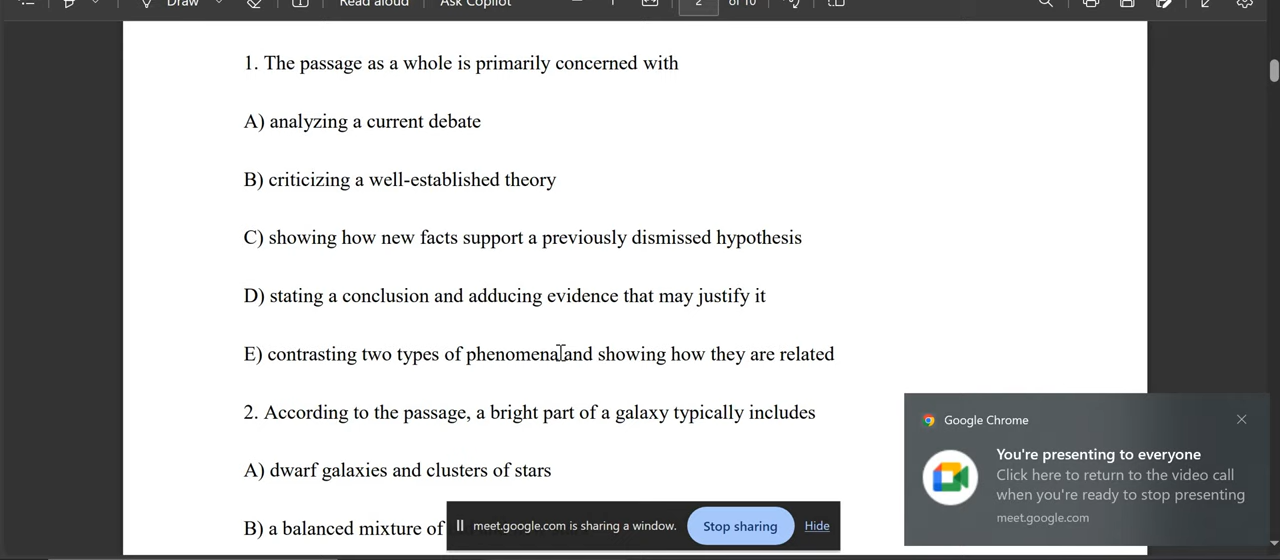 Draw
Read aloud
Ask Copilot
2
of 10
1. The passage as a whole is primarily concerned with
A) analyzing a current debate
B) criticizing a well-established theory
C) showing how new facts support a previously dismissed hypothesis
D) stating a conclusion and adducing evidence that may justify it
E) contrasting two types of phenomena and showing how they are related
2. According to the passage, a bright part of a galaxy typically includes
A) dwarf galaxies and clusters of stars
B) a balanced mixture of
meet.google.com is sharing a window.
Stop sharing
Hide
Google Chrome
You're presenting to everyone
Click here to return to the video call
when you're ready to stop presenting
meet.google.com